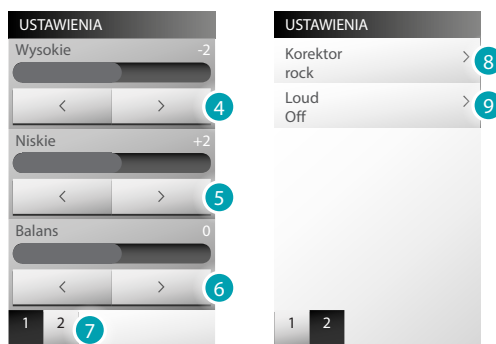 USTAWIENIA
Wysokie -2
< >
4
Niskie +2
< >
5
Balans 0
< >
6
1 2
7
USTAWIENIA
Korektor >
rock
8
Loud >
Off
9
1 2